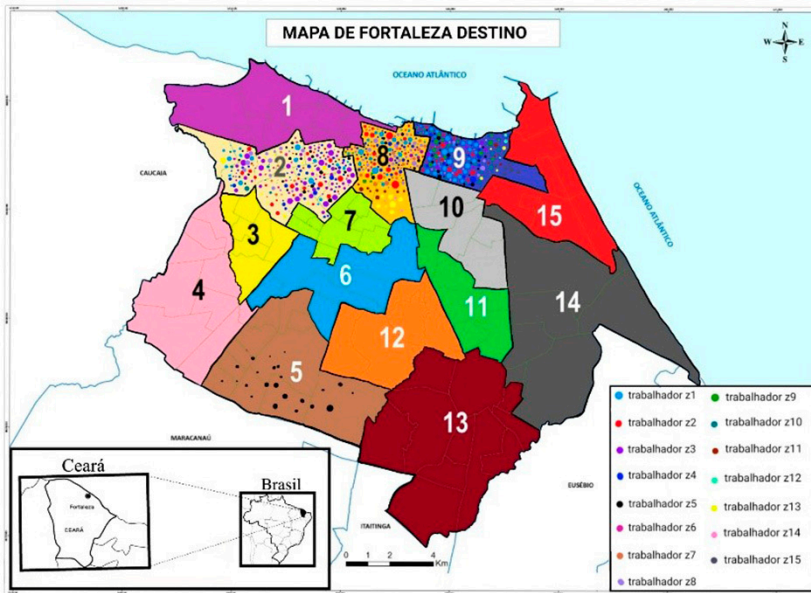 MAPA DE FORTALEZA DESTINO
N
W E
S
OCEANO ATLÂNTICO
1
2
8
9
CAUCAIA
OCEANO ATLÂNTICO
10
15
7
3
4
6
11
14
12
5
13
MARACANAÚ
EUSÉBIO
ITAITINGA
0 2 4
Km
Ceará
Fortaleza
CEARÁ
Brasil
trabalhador z1
trabalhador z2
trabalhador z3
trabalhador z4
trabalhador z5
trabalhador z6
trabalhador z7
trabalhador z8
trabalhador z9
trabalhador z10
trabalhador z11
trabalhador z12
trabalhador z13
trabalhador z14
trabalhador z15